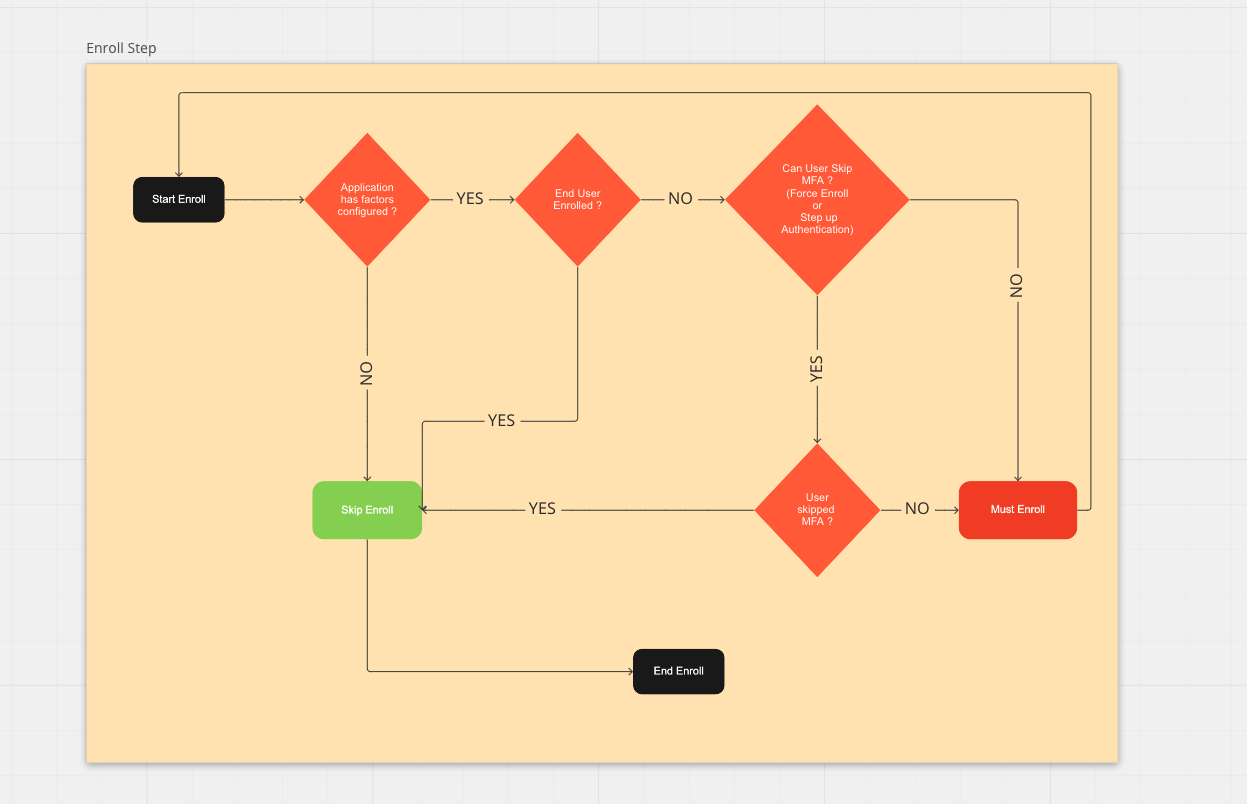 Enroll Step
Start Enroll
Application
has factors
configured ?
YES
End User
Enrolled ?
NO
Can User Skip
MFA ?
(Force Enroll
or
Step up
Authentication)
NO
NO
YES
YES
Skip Enroll
YES
User
skipped
MFA ?
NO
Must Enroll
End Enroll